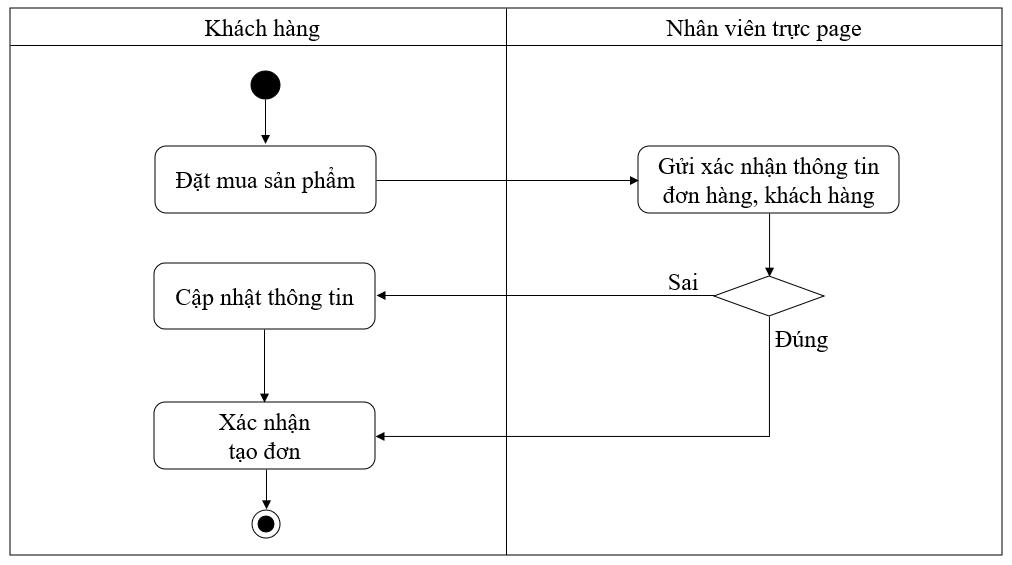 Khách hàng
Nhân viên trực page
Đặt mua sản phẩm
Gửi xác nhận thông tin
đơn hàng, khách hàng
Sai
Cập nhật thông tin
Đúng
Xác nhận
tạo đơn